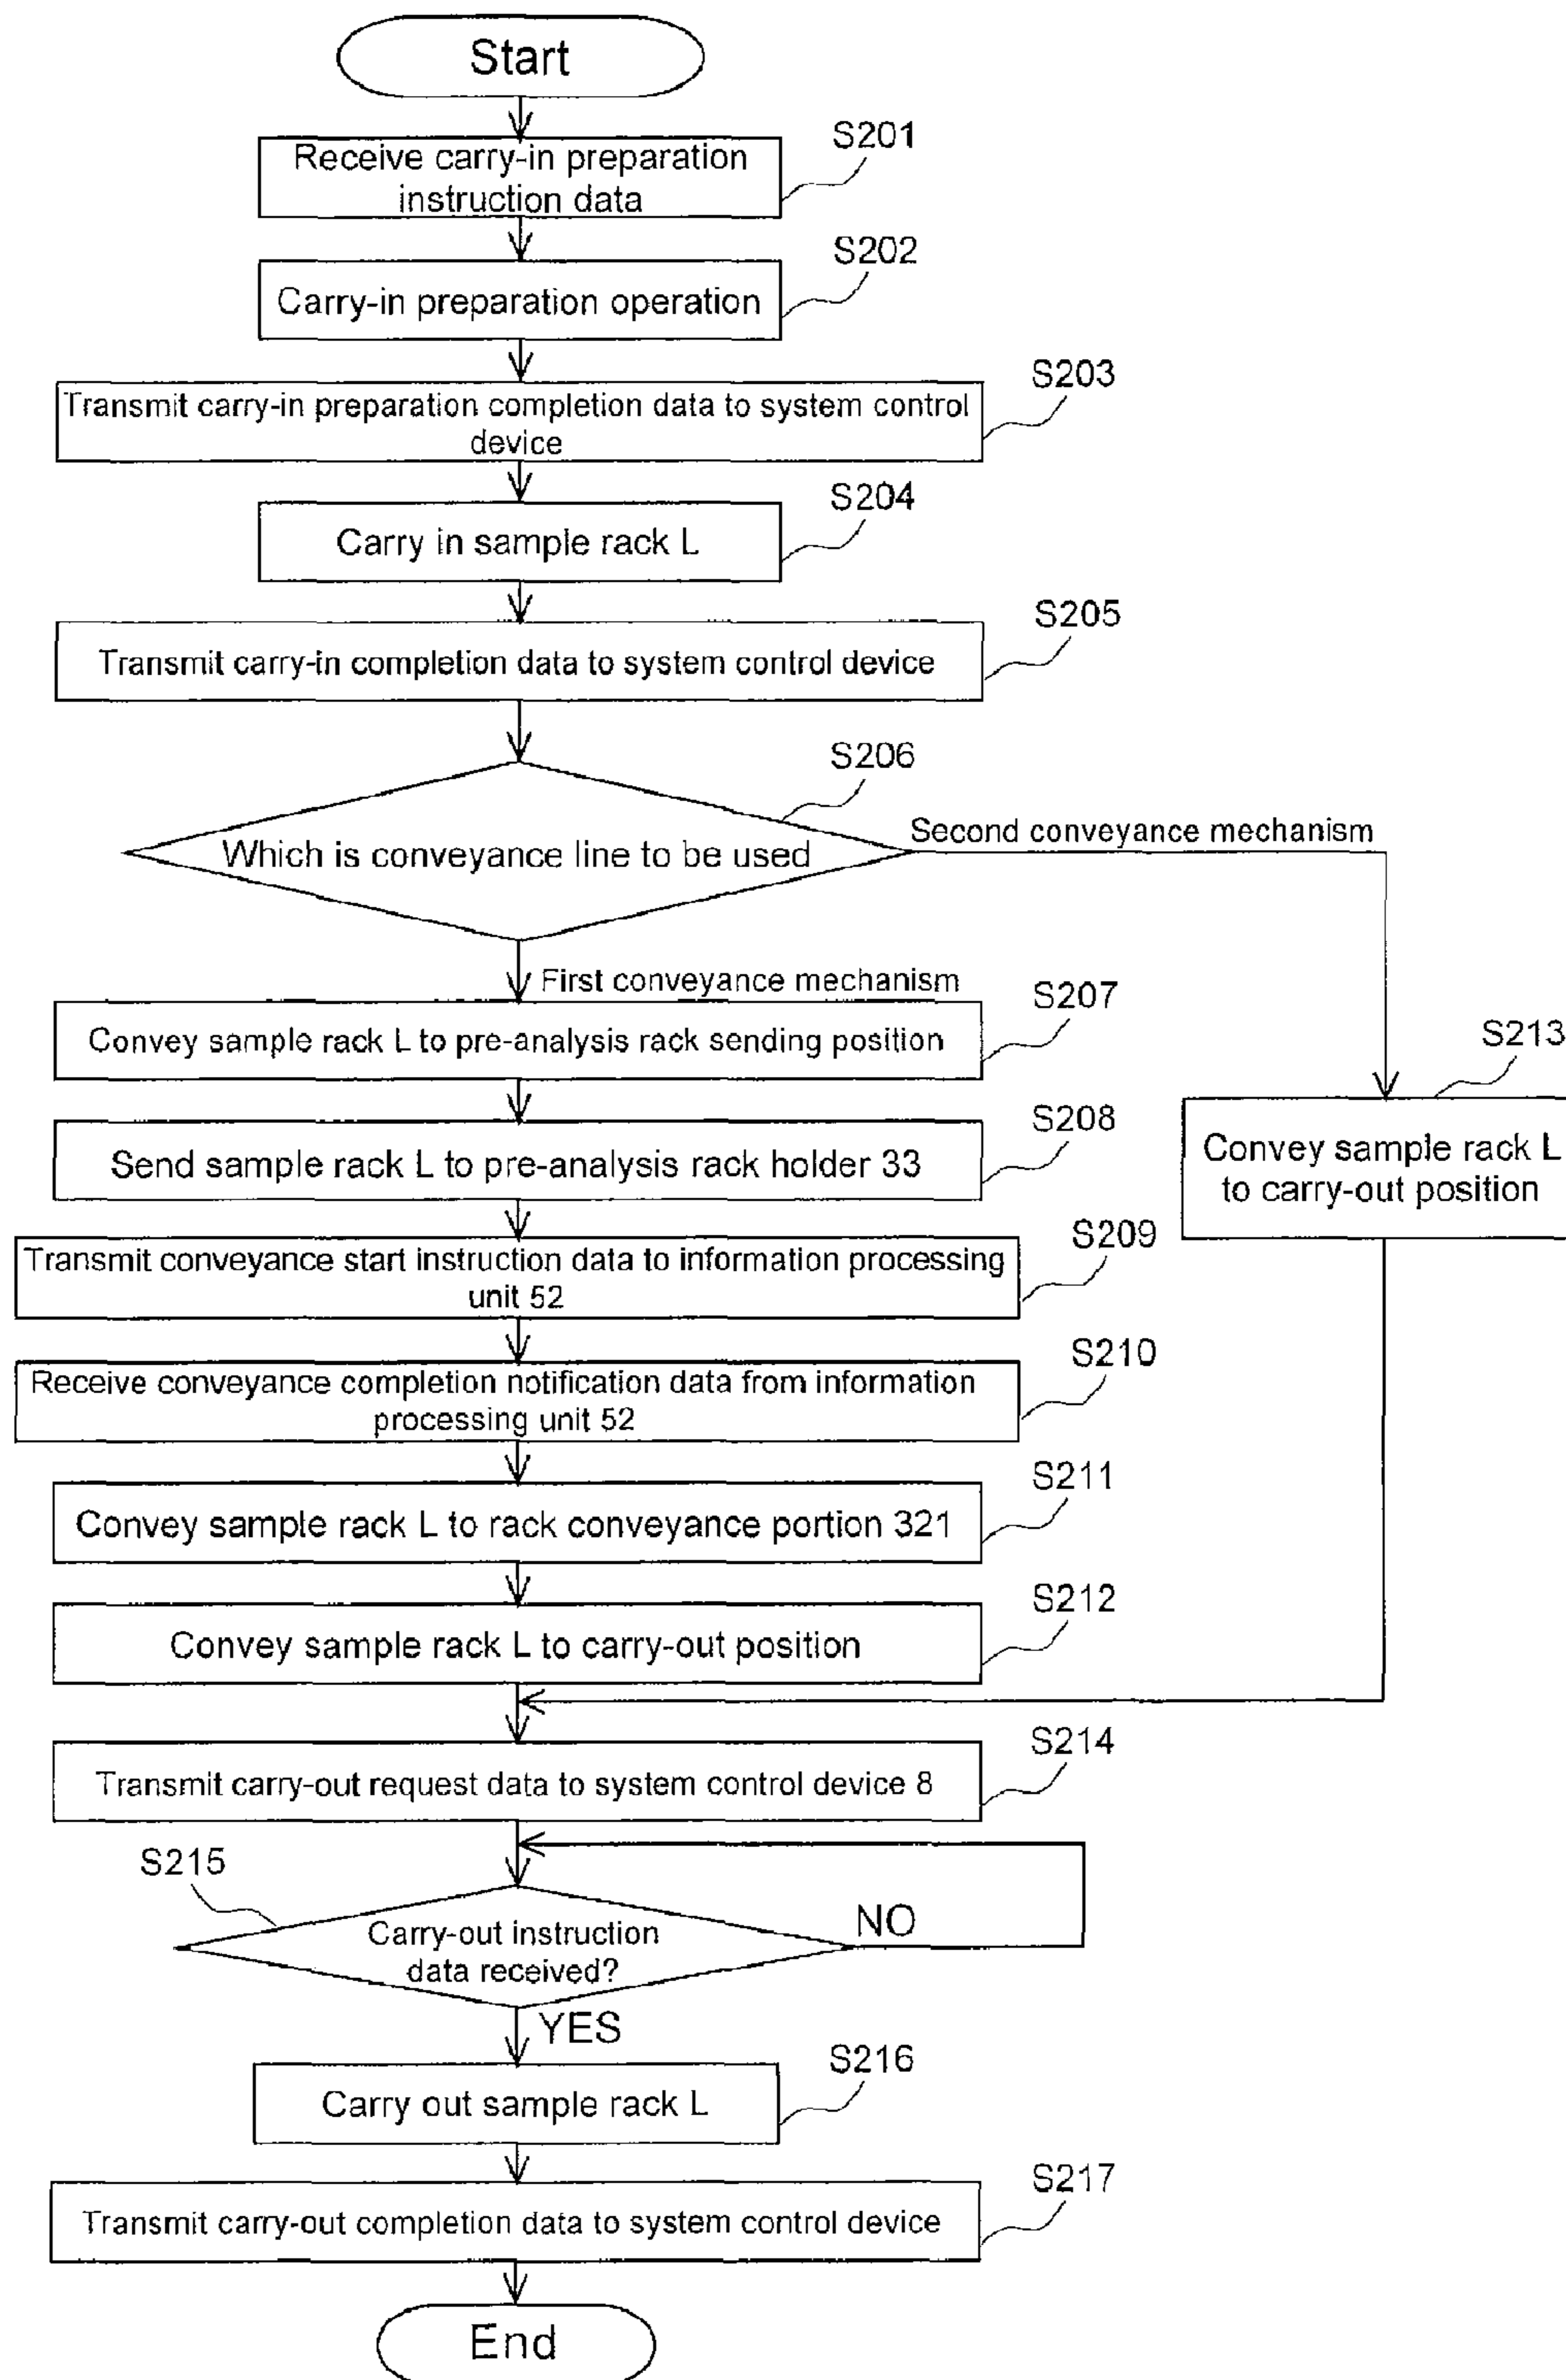 Start
S201
Receive carry-in preparation
instruction data
S202
Carry-in preparation operation
S203
Transmit carry-in preparation completion data to system control
device
S204
Carry in sample rack L
S205
Transmit carry-in completion data to system control device
S206
Which is conveyance line to be used
Second conveyance mechanism
First conveyance mechanism
S207
Convey sample rack L to pre-analysis rack sending position
S213
Convey sample rack L
to carry-out position
S208
Send sample rack L to pre-analysis rack holder 33
S209
Transmit conveyance start instruction data to information processing
unit 52
S210
Receive conveyance completion notification data from information
processing unit 52
S211
Convey sample rack L to rack conveyance portion 321
S212
Convey sample rack L to carry-out position
S214
Transmit carry-out request data to system control device 8
S215
Carry-out instruction
data received?
NO
YES
S216
Carry out sample rack L
S217
Transmit carry-out completion data to system control device
End